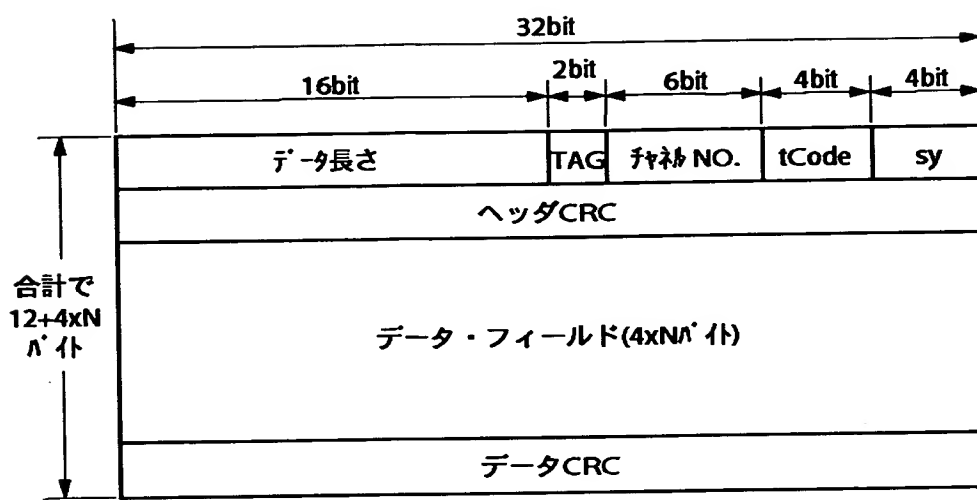 32bit
16bit
2bit
6bit
4bit
4bit
ﾃﾞｰﾀ長さ
TAG
ﾁｬﾈﾙ NO.
tCode
sy
ヘッダCRC
合計で
12+4xN
ﾊﾞｲﾄ
データ・フィールド(4xNﾊﾞｲﾄ)
データCRC